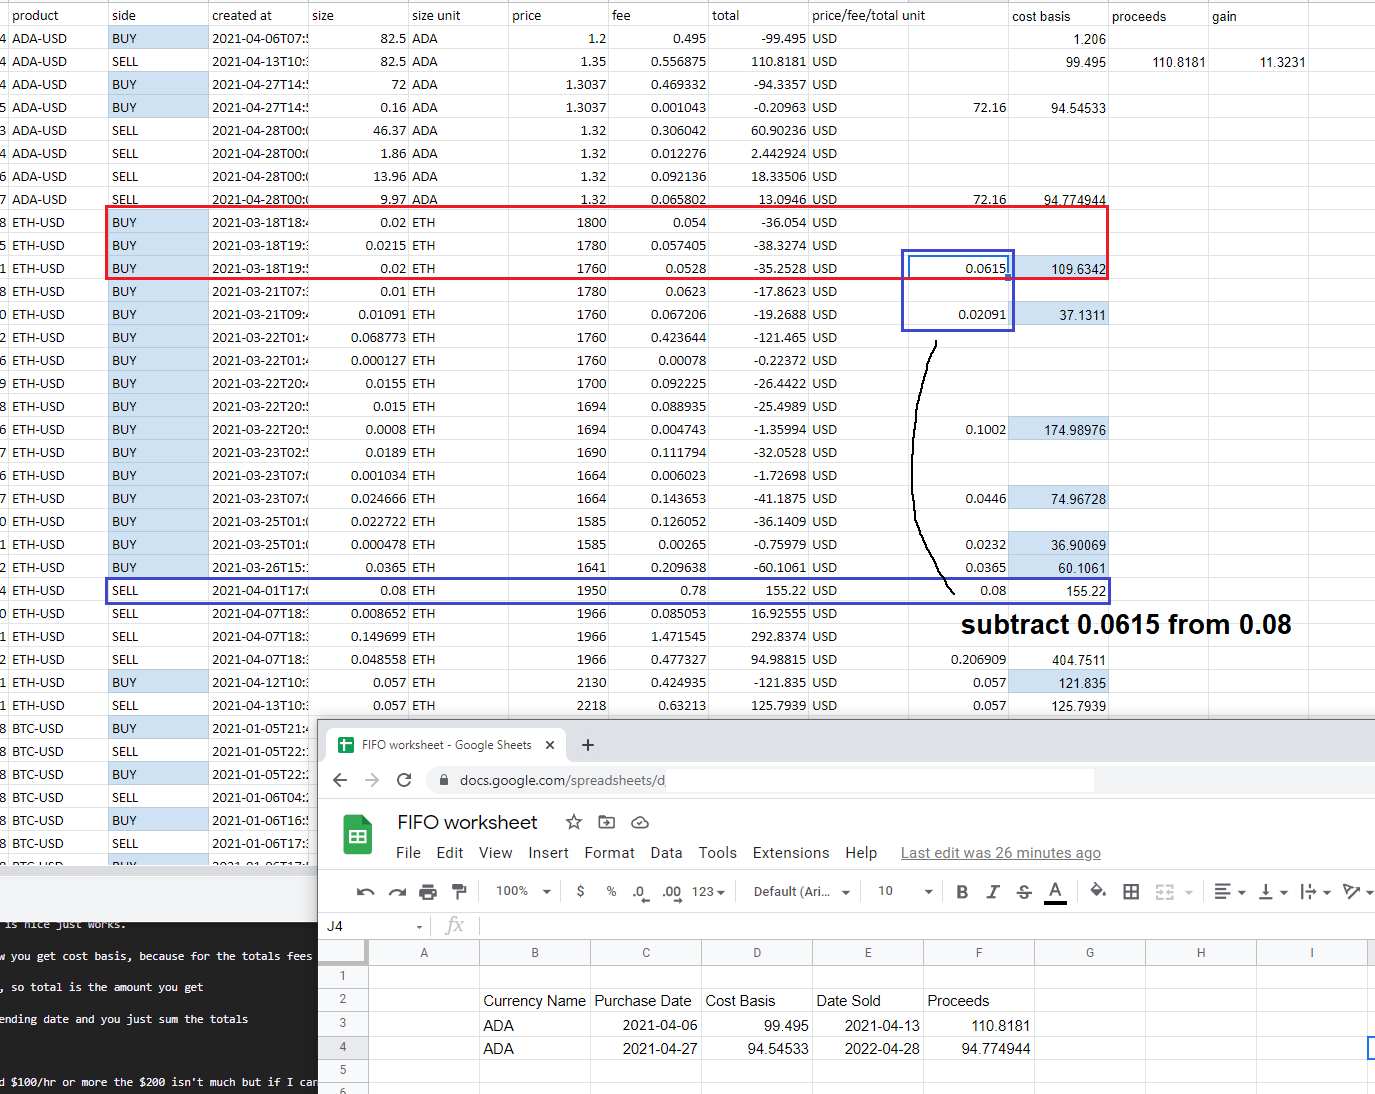 product side created at size size unit price fee total price/fee/total unit cost basis proceeds gain
4 ADA-USD BUY 2021-04-06T07:5 82.5 ADA 1.2 0.495 -99.495 USD 1.206
4 ADA-USD SELL 2021-04-13T10: 82.5 ADA 1.35 0.556875 110.8181 USD 99.495 110.8181 11.3231
4 ADA-USD BUY 2021-04-27T14:5 72 ADA 1.3037 0.469332 -94.3357 USD
5 ADA-USD BUY 2021-04-27T14:5 0.16 ADA 1.3037 0.001043 -0.20963 USD 72.16 94.54533
3 ADA-USD SELL 2021-04-28T00:0 46.37 ADA 1.32 0.306042 60.90236 USD
4 ADA-USD SELL 2021-04-28T00:0 1.86 ADA 1.32 0.012276 2.442924 USD
6 ADA-USD SELL 2021-04-28T00:0 13.96 ADA 1.32 0.092136 18.33506 USD
7 ADA-USD SELL 2021-04-28T00:0 9.97 ADA 1.32 0.065802 13.0946 USD 72.16 94.774944
8 ETH-USD BUY 2021-03-18T18:4 0.02 ETH 1800 0.054 -36.054 USD
5 ETH-USD BUY 2021-03-18T19: 0.0215 ETH 1780 0.057405 -38.3274 USD
1 ETH-USD BUY 2021-03-18T19:5 0.02 ETH 1760 0.0528 -35.2528 USD 0.0615 109.6342
8 ETH-USD BUY 2021-03-21T07: 0.01 ETH 1780 0.0623 -17.8623 USD
0 ETH-USD BUY 2021-03-21T09:4 0.01091 ETH 1760 0.067206 -19.2688 USD 0.02091 37.1311
2 ETH-USD BUY 2021-03-22T01:4 0.068773 ETH 1760 0.423644 -121.465 USD
6 ETH-USD BUY 2021-03-22T01:4 0.000127 ETH 1760 0.00078 -0.22372 USD
9 ETH-USD BUY 2021-03-22T20:4 0.0155 ETH 1700 0.092225 -26.4422 USD
8 ETH-USD BUY 2021-03-22T20:5 0.015 ETH 1694 0.088935 -25.4989 USD
6 ETH-USD BUY 2021-03-22T20:5 0.0008 ETH 1694 0.004743 -1.35994 USD 0.1002 174.98976
7 ETH-USD BUY 2021-03-23T02:5 0.0189 ETH 1690 0.111794 -32.0528 USD
6 ETH-USD BUY 2021-03-23T07:0 0.001034 ETH 1664 0.006023 -1.72698 USD
7 ETH-USD BUY 2021-03-23T07:0 0.024666 ETH 1664 0.143653 -41.1875 USD 0.0446 74.96728
0 ETH-USD BUY 2021-03-25T01:0 0.022722 ETH 1585 0.126052 -36.1409 USD
1 ETH-USD BUY 2021-03-25T01:0 0.000478 ETH 1585 0.00265 -0.75979 USD 0.0232 36.90069
2 ETH-USD BUY 2021-03-26T15: 0.0365 ETH 1641 0.209638 -60.1061 USD 0.0365 60.1061
4 ETH-USD SELL 2021-04-01T17:0 0.08 ETH 1950 0.78 155.22 USD 0.08 155.22
0 ETH-USD SELL 2021-04-07T18: 0.008652 ETH 1966 0.085053 16.92555 USD
subtract 0.0615 from 0.08
1 ETH-USD SELL 2021-04-07T18: 0.149699 ETH 1966 1.471545 292.8374 USD
2 ETH-USD SELL 2021-04-07T18: 0.048558 ETH 1966 0.477327 94.98815 USD 0.206909 404.7511
1 ETH-USD BUY 2021-04-12T10: 0.057 ETH 2130 0.424935 -121.835 USD 0.057 121.835
1 ETH-USD SELL 2021-04-13T10: 0.057 ETH 2218 0.63213 125.7939 USD 0.057 125.7939
8 BTC-USD BUY 2021-01-05T21:4
8 BTC-USD SELL 2021-01-05T22:
8 BTC-USD BUY 2021-01-05T22:2
8 BTC-USD SELL 2021-01-06T04:2
8 BTC-USD BUY 2021-01-06T16:5
8 BTC-USD SELL 2021-01-06T17:
8 BTC-USD BUY 2021-01-06T17:
FIFO worksheet - Google Sheets
docs.google.com/spreadsheets/d
FIFO worksheet
File Edit View Insert Format Data Tools Extensions Help Last edit was 26 minutes ago
100% $ % .0 .00 123 Default (Ari... 10 B I S A
J4 fx
A B C D E F G H I
1
2 Currency Name Purchase Date Cost Basis Date Sold Proceeds
3 ADA 2021-04-06 99.495 2021-04-13 110.8181
4 ADA 2021-04-27 94.54533 2022-04-28 94.774944
5
6
is nice just works.
w you get cost basis, because for the totals fees
, so total is the amount you get
ending date and you just sum the totals
d $100/hr or more the $200 isn't much but if I can